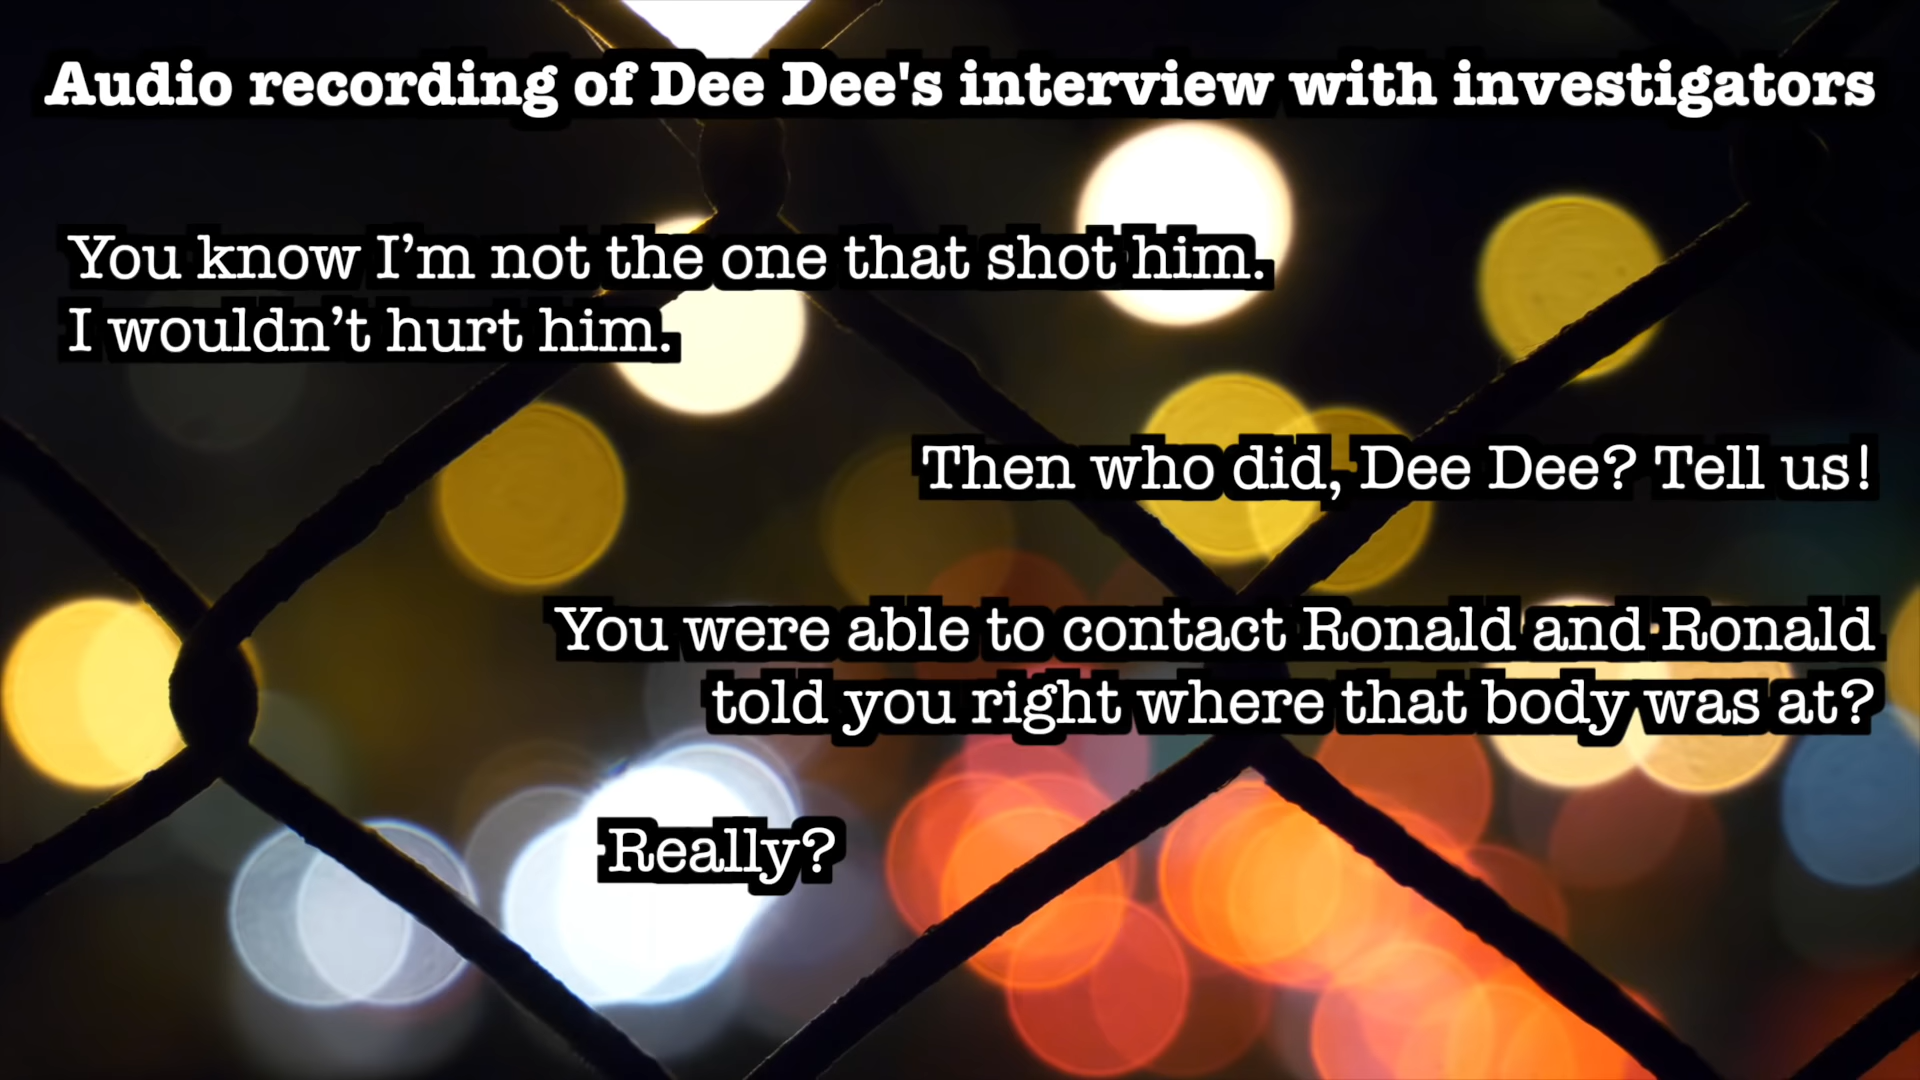 Audio recording of Dee Dee's interview with investigators
You know I’m not the one that shot him.
I wouldn’t hurt him.
Then who did, Dee Dee? Tell us!
You were able to contact Ronald and Ronald
told you right where that body was at?
Really?